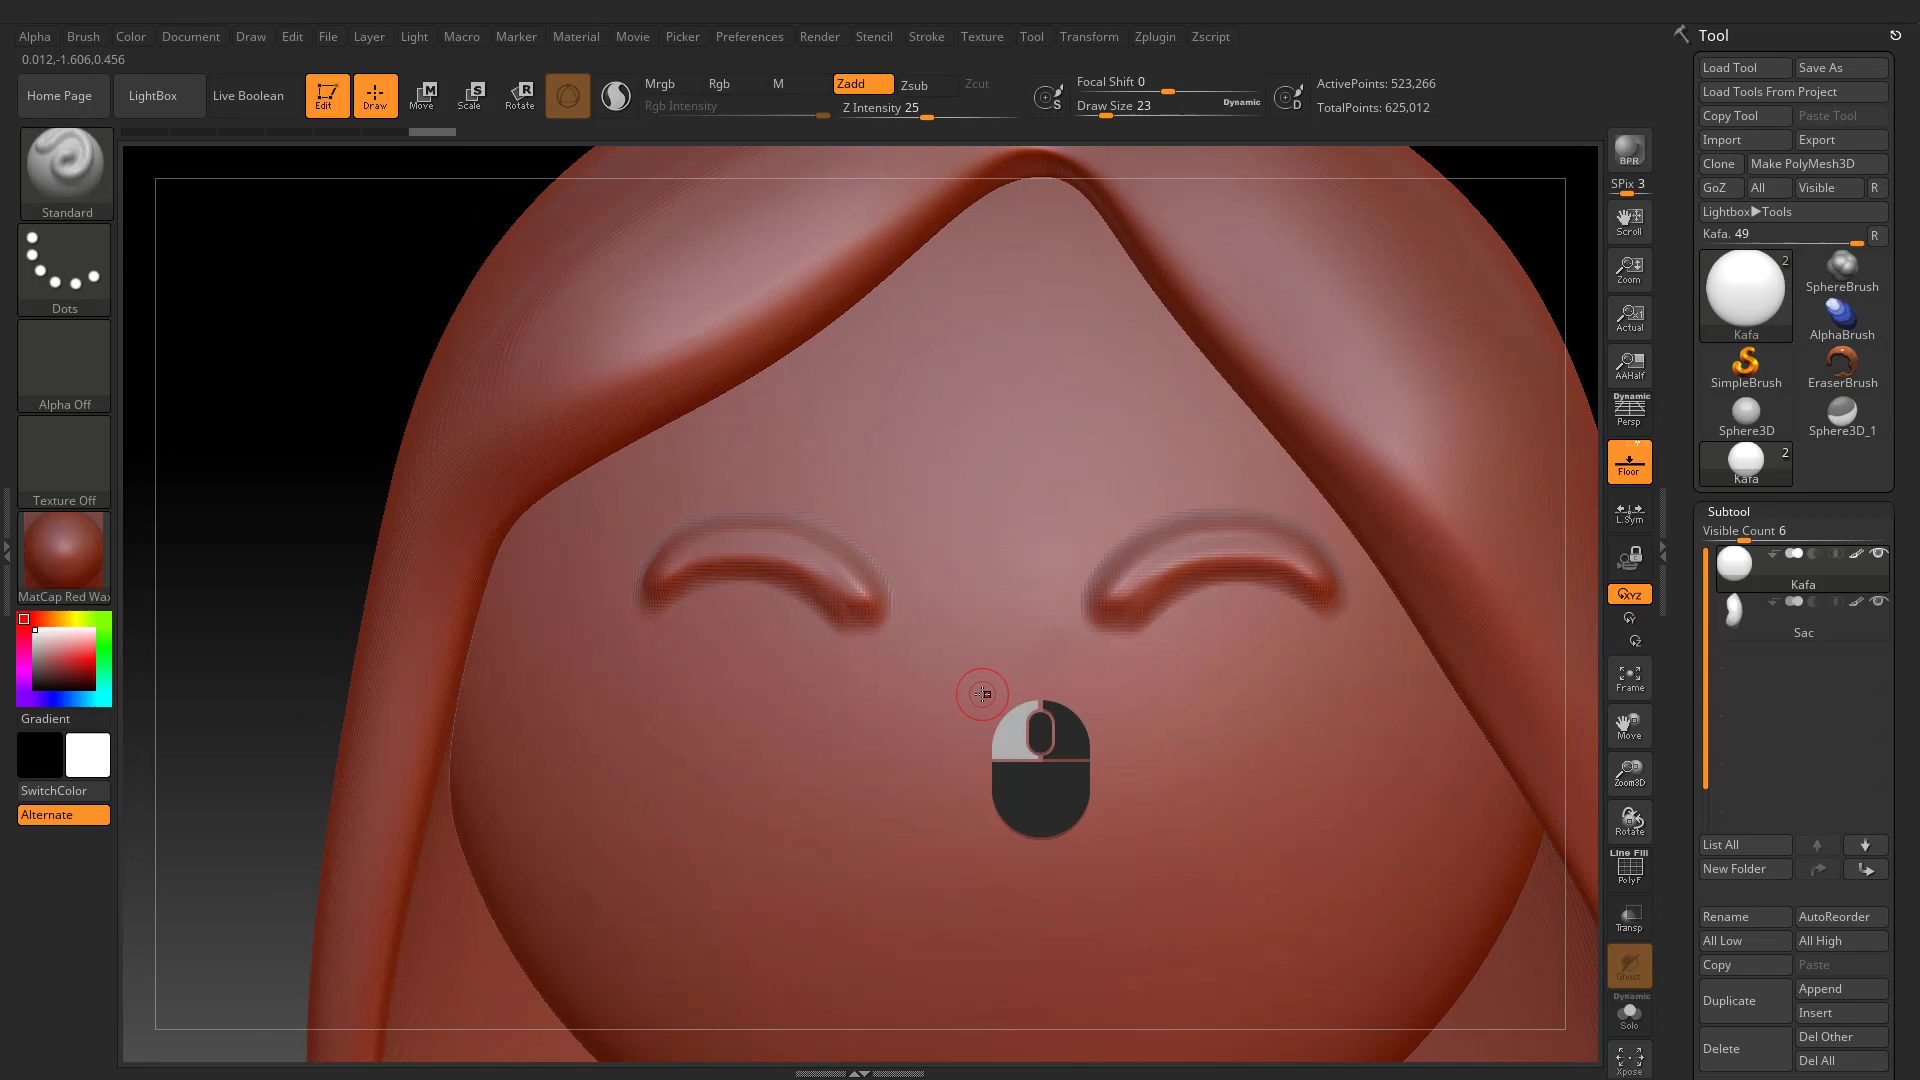 Alpha Brush Color Document Draw Edit File Layer Light Macro Marker Material Movie Picker Preferences Render Stencil Stroke Texture Tool Transform Zplugin Zscript
Tool
0.012,-1.606,0.456
Home Page
LightBox
Live Boolean
Edit
Draw
Move
Scale
Rotate
Mrgb
Rgb
M
Rgb Intensity
Zadd
Zsub
Zcut
Z Intensity 25
S
Focal Shift 0
Draw Size 23
Dynamic
D
ActivePoints: 523,266
TotalPoints: 625,012
Standard
Dots
Alpha Off
Texture Off
MatCap Red Wax
Gradient
SwitchColor
Alternate
BPR
SPix 3
Scroll
Zoom
Actual
AAHalf
Dynamic
Persp
Floor
L.Sym
XYZ
Y
Z
Frame
Move
Zoom3D
Rotate
Line Fill
PolyF
Transp
Ghost
Dynamic
Solo
Xpose
Load Tool Save As
Load Tools From Project
Copy Tool Paste Tool
Import Export
Clone Make PolyMesh3D
GoZ All Visible R
Lightbox▶Tools
Kafa. 49 R
2
Kafa
SphereBrush
AlphaBrush
SimpleBrush EraserBrush
Sphere3D Sphere3D_1
2
Kafa
Subtool
Visible Count 6
Kafa
Sac
List All
New Folder
Rename AutoReorder
All Low All High
Copy Paste
Duplicate
Append
Insert
Delete
Del Other
Del All